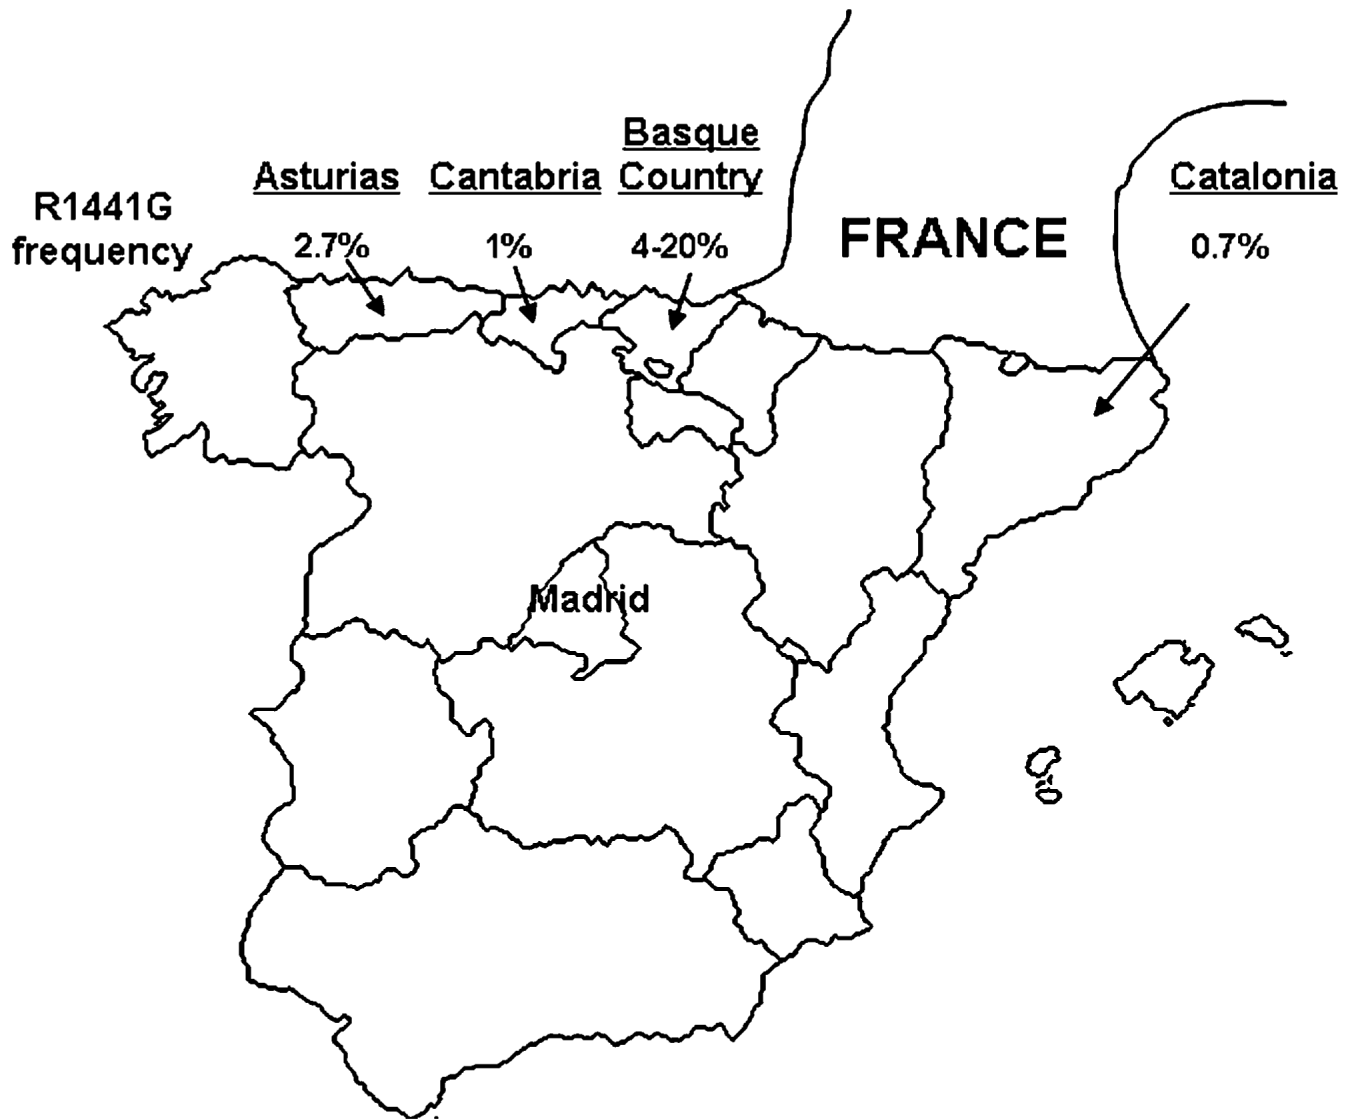 Basque
Asturias Cantabria Country Catalonia
R1441G
frequency 2.7% 1% 4-20% FRANCE 0.7%
Madrid